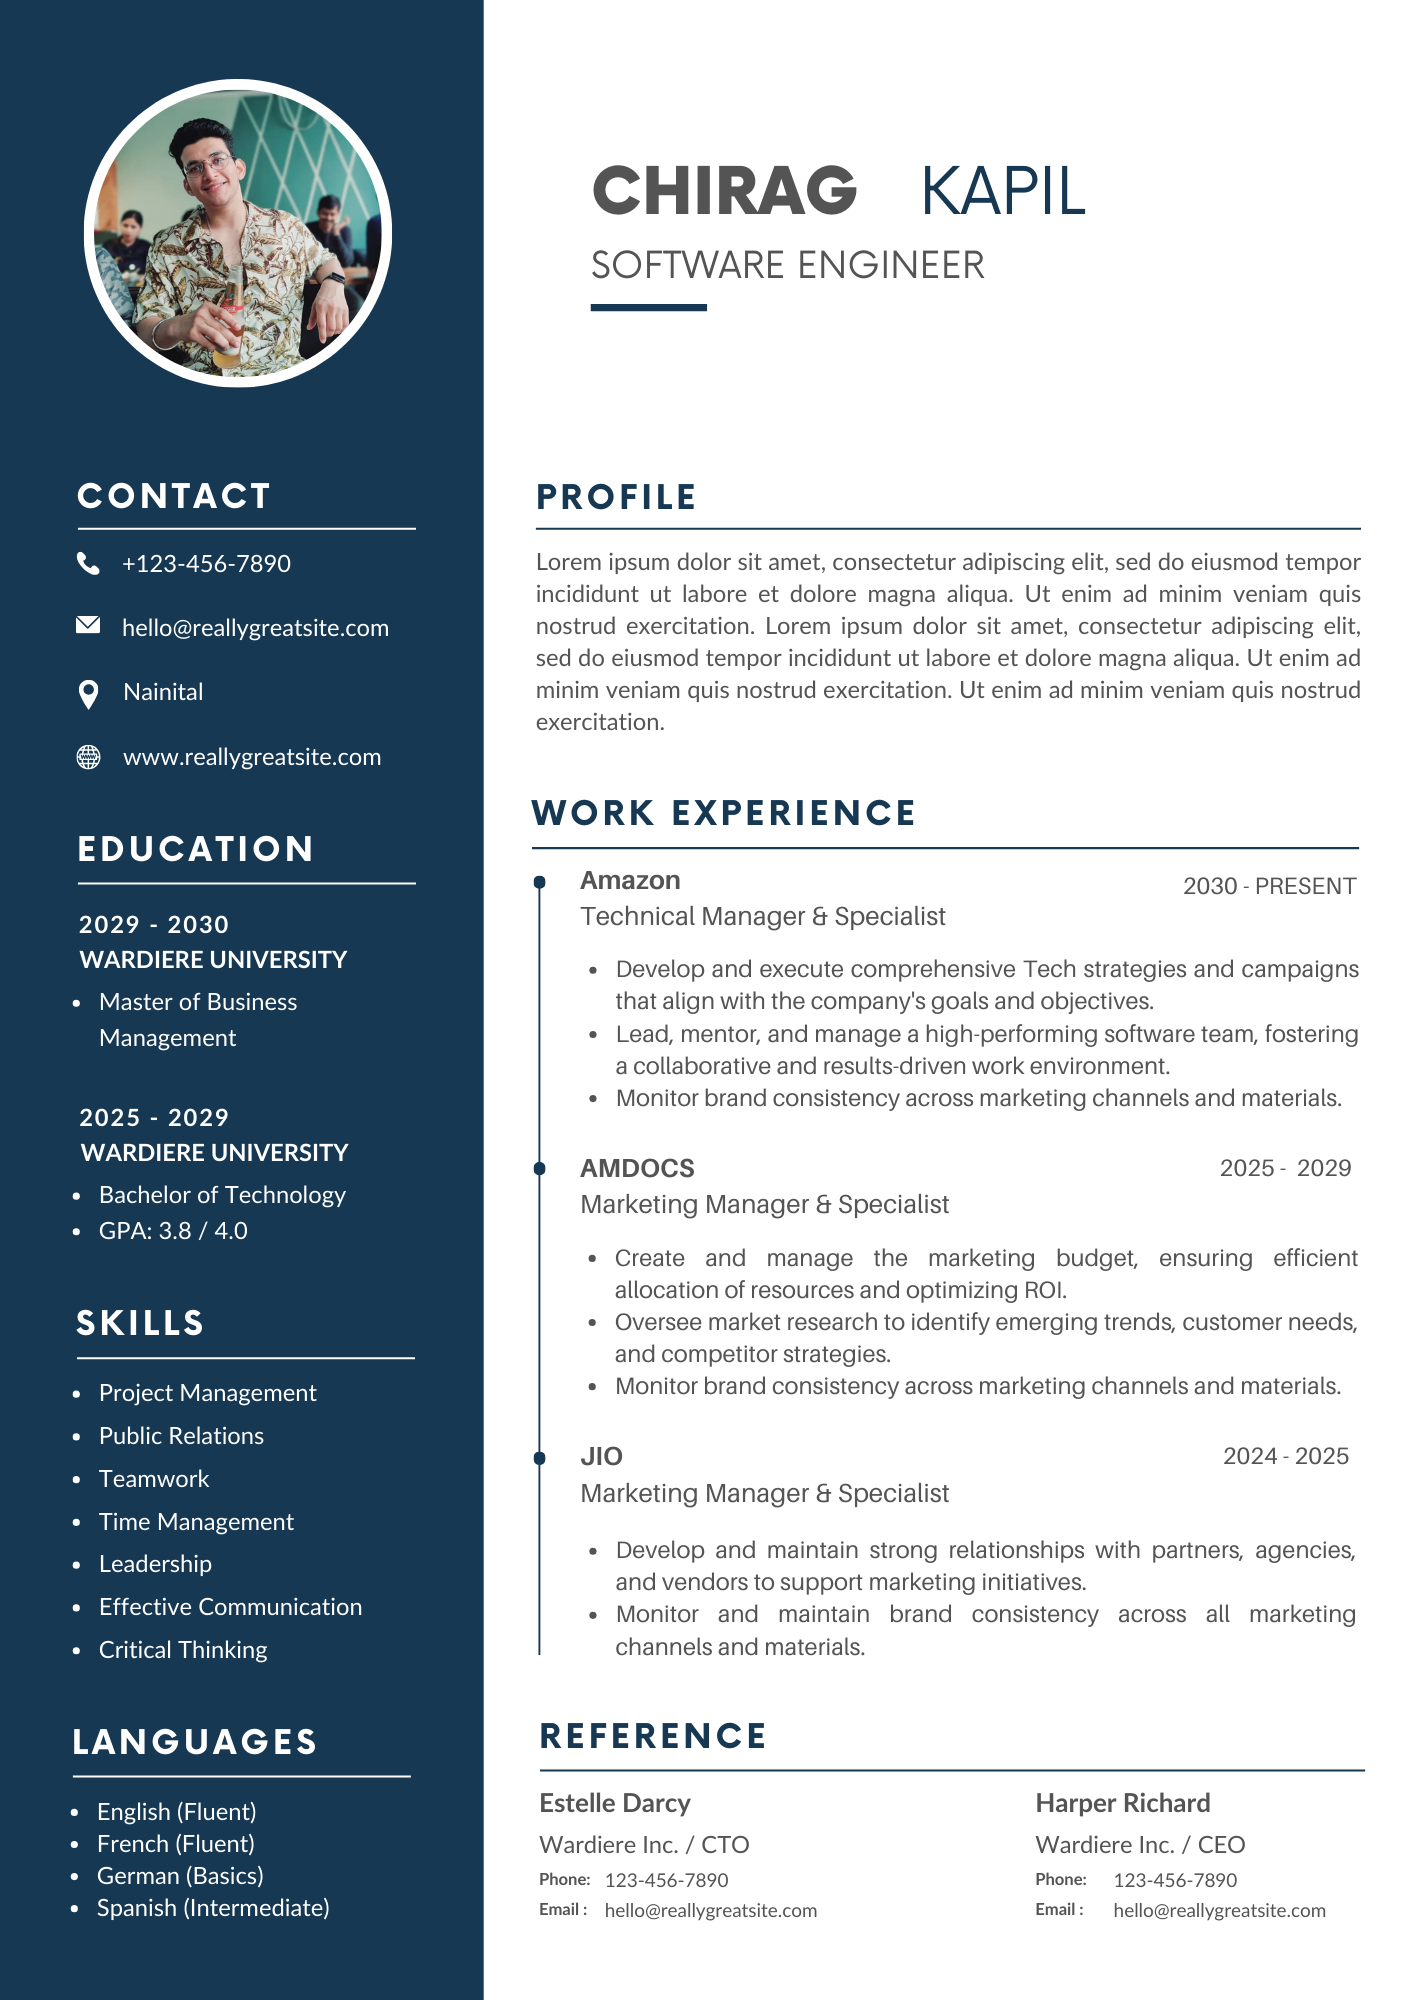 CHIRAG KAPIL
SOFTWARE ENGINEER
CONTACT
+123-456-7890
hello@reallygreatsite.com
Nainital
www.reallygreatsite.com
EDUCATION
2029 - 2030
WARDIERE UNIVERSITY
• Master of Business
Management
2025 - 2029
WARDIERE UNIVERSITY
• Bachelor of Technology
• GPA: 3.8 / 4.0
SKILLS
• Project Management
• Public Relations
• Teamwork
• Time Management
• Leadership
• Effective Communication
• Critical Thinking
LANGUAGES
• English (Fluent)
• French (Fluent)
• German (Basics)
• Spanish (Intermediate)
PROFILE
Lorem ipsum dolor sit amet, consectetur adipiscing elit, sed do eiusmod tempor
incididunt ut labore et dolore magna aliqua. Ut enim ad minim veniam quis
nostrud exercitation. Lorem ipsum dolor sit amet, consectetur adipiscing elit,
sed do eiusmod tempor incididunt ut labore et dolore magna aliqua. Ut enim ad
minim veniam quis nostrud exercitation. Ut enim ad minim veniam quis nostrud
exercitation.
WORK EXPERIENCE
Amazon 2030 - PRESENT
Technical Manager & Specialist
• Develop and execute comprehensive Tech strategies and campaigns
that align with the company's goals and objectives.
• Lead, mentor, and manage a high-performing software team, fostering
a collaborative and results-driven work environment.
• Monitor brand consistency across marketing channels and materials.
AMDOCS 2025 - 2029
Marketing Manager & Specialist
• Create and manage the marketing budget, ensuring efficient
allocation of resources and optimizing ROI.
• Oversee market research to identify emerging trends, customer needs,
and competitor strategies.
• Monitor brand consistency across marketing channels and materials.
JIO 2024 - 2025
Marketing Manager & Specialist
• Develop and maintain strong relationships with partners, agencies,
and vendors to support marketing initiatives.
• Monitor and maintain brand consistency across all marketing
channels and materials.
REFERENCE
Estelle Darcy
Wardiere Inc. / CTO
Phone: 123-456-7890
Email : hello@reallygreatsite.com
Harper Richard
Wardiere Inc. / CEO
Phone: 123-456-7890
Email : hello@reallygreatsite.com